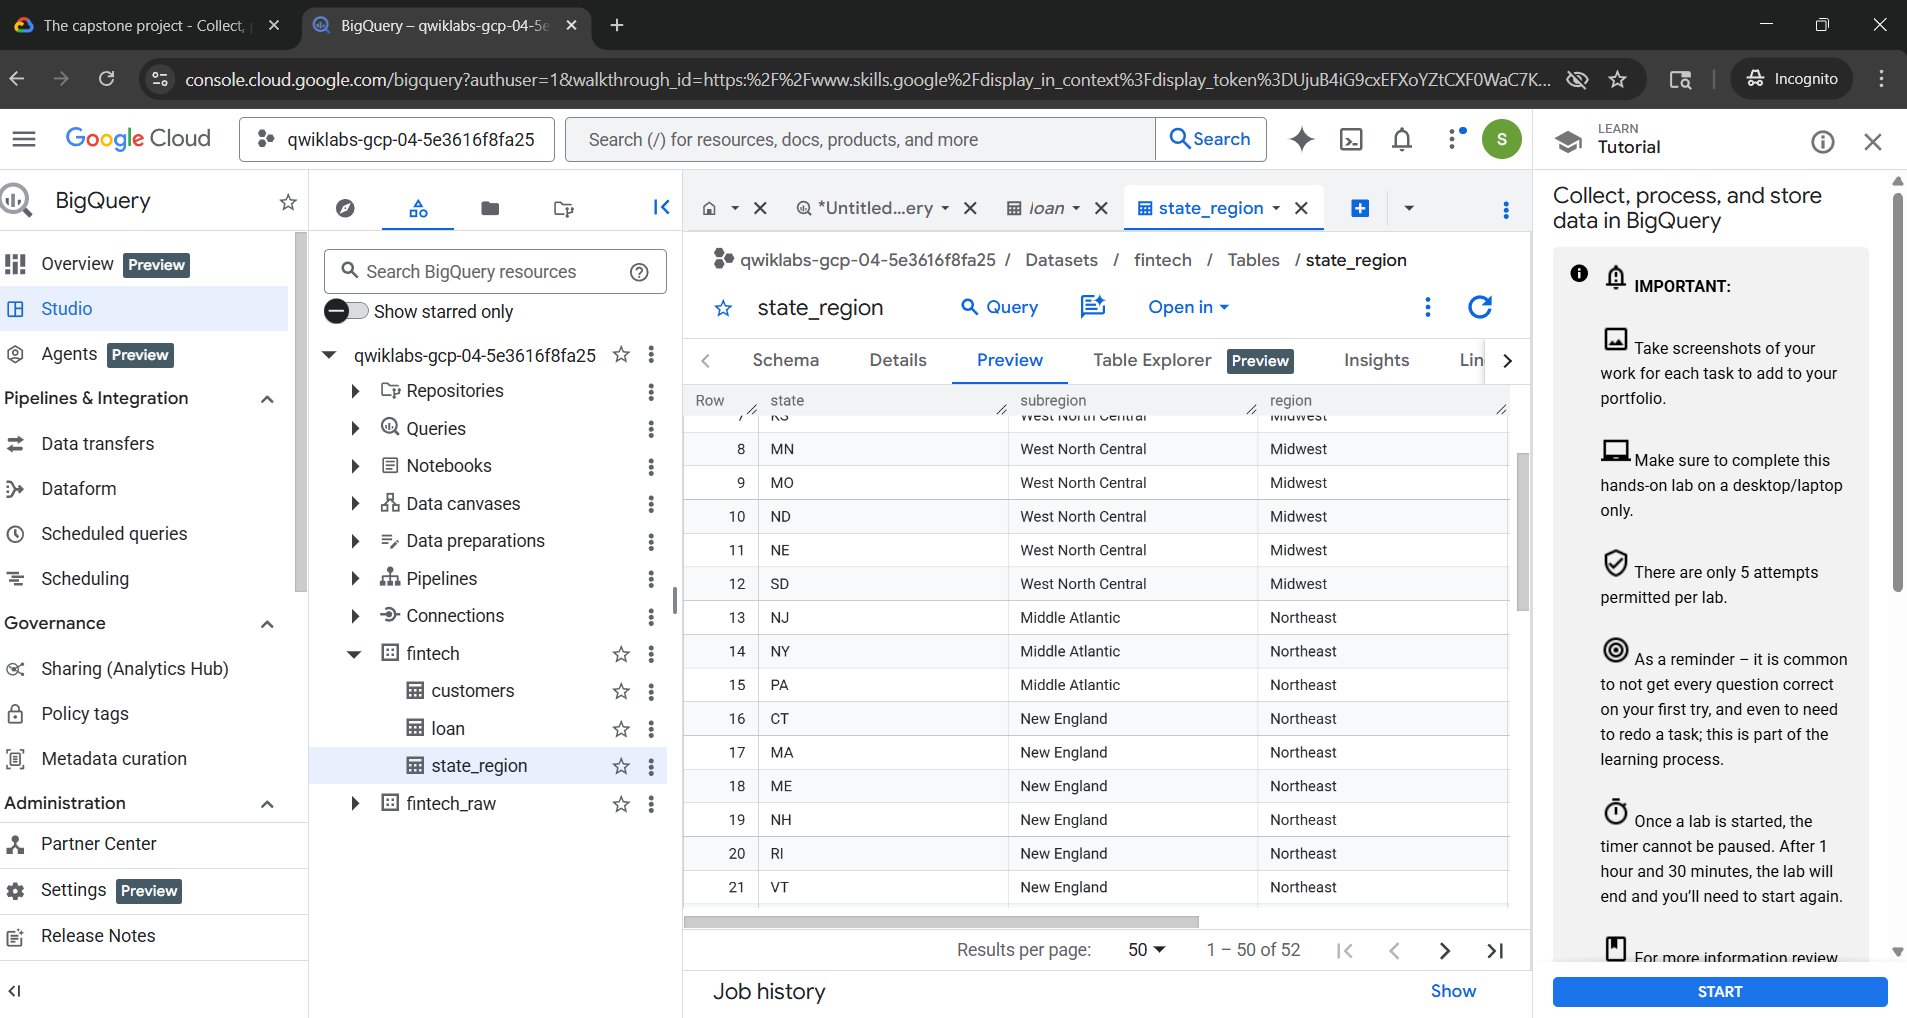 The capstone project - Collect,
BigQuery – qwiklabs-gcp-04-5e
console.cloud.google.com/bigquery?authuser=1&walkthrough_id=https:%2F%2Fwww.skills.google%2Fdisplay_in_context%3Fdisplay_token%3DUjuB4iG9cxEFXoYZtCXF0WaC7K...
Incognito
Google Cloud
qwiklabs-gcp-04-5e3616f8fa25
Search (/) for resources, docs, products, and more
Search
S
LEARN
Tutorial
BigQuery
Overview Preview
Studio
Agents Preview
Pipelines & Integration
Data transfers
Dataform
Scheduled queries
Scheduling
Governance
Sharing (Analytics Hub)
Policy tags
Metadata curation
Administration
Partner Center
Settings Preview
Release Notes
Search BigQuery resources
Show starred only
qwiklabs-gcp-04-5e3616f8fa25
Repositories
Queries
Notebooks
Data canvases
Data preparations
Pipelines
Connections
fintech
customers
loan
state_region
fintech_raw
*Untitled...ery
loan
state_region
qwiklabs-gcp-04-5e3616f8fa25 / Datasets / fintech / Tables / state_region
state_region
Query
Open in
Schema Details Preview Table Explorer Preview Insights Lin
Row state subregion region
7 KS West North Central Midwest
8 MN West North Central Midwest
9 MO West North Central Midwest
10 ND West North Central Midwest
11 NE West North Central Midwest
12 SD West North Central Midwest
13 NJ Middle Atlantic Northeast
14 NY Middle Atlantic Northeast
15 PA Middle Atlantic Northeast
16 CT New England Northeast
17 MA New England Northeast
18 ME New England Northeast
19 NH New England Northeast
20 RI New England Northeast
21 VT New England Northeast
Results per page: 50 1 – 50 of 52
Job history
Show
Collect, process, and store
data in BigQuery
IMPORTANT:
Take screenshots of your
work for each task to add to your
portfolio.
Make sure to complete this
hands-on lab on a desktop/laptop
only.
There are only 5 attempts
permitted per lab.
As a reminder – it is common
to not get every question correct
on your first try, and even to need
to redo a task; this is part of the
learning process.
Once a lab is started, the
timer cannot be paused. After 1
hour and 30 minutes, the lab will
end and you'll need to start again.
For more information review
START